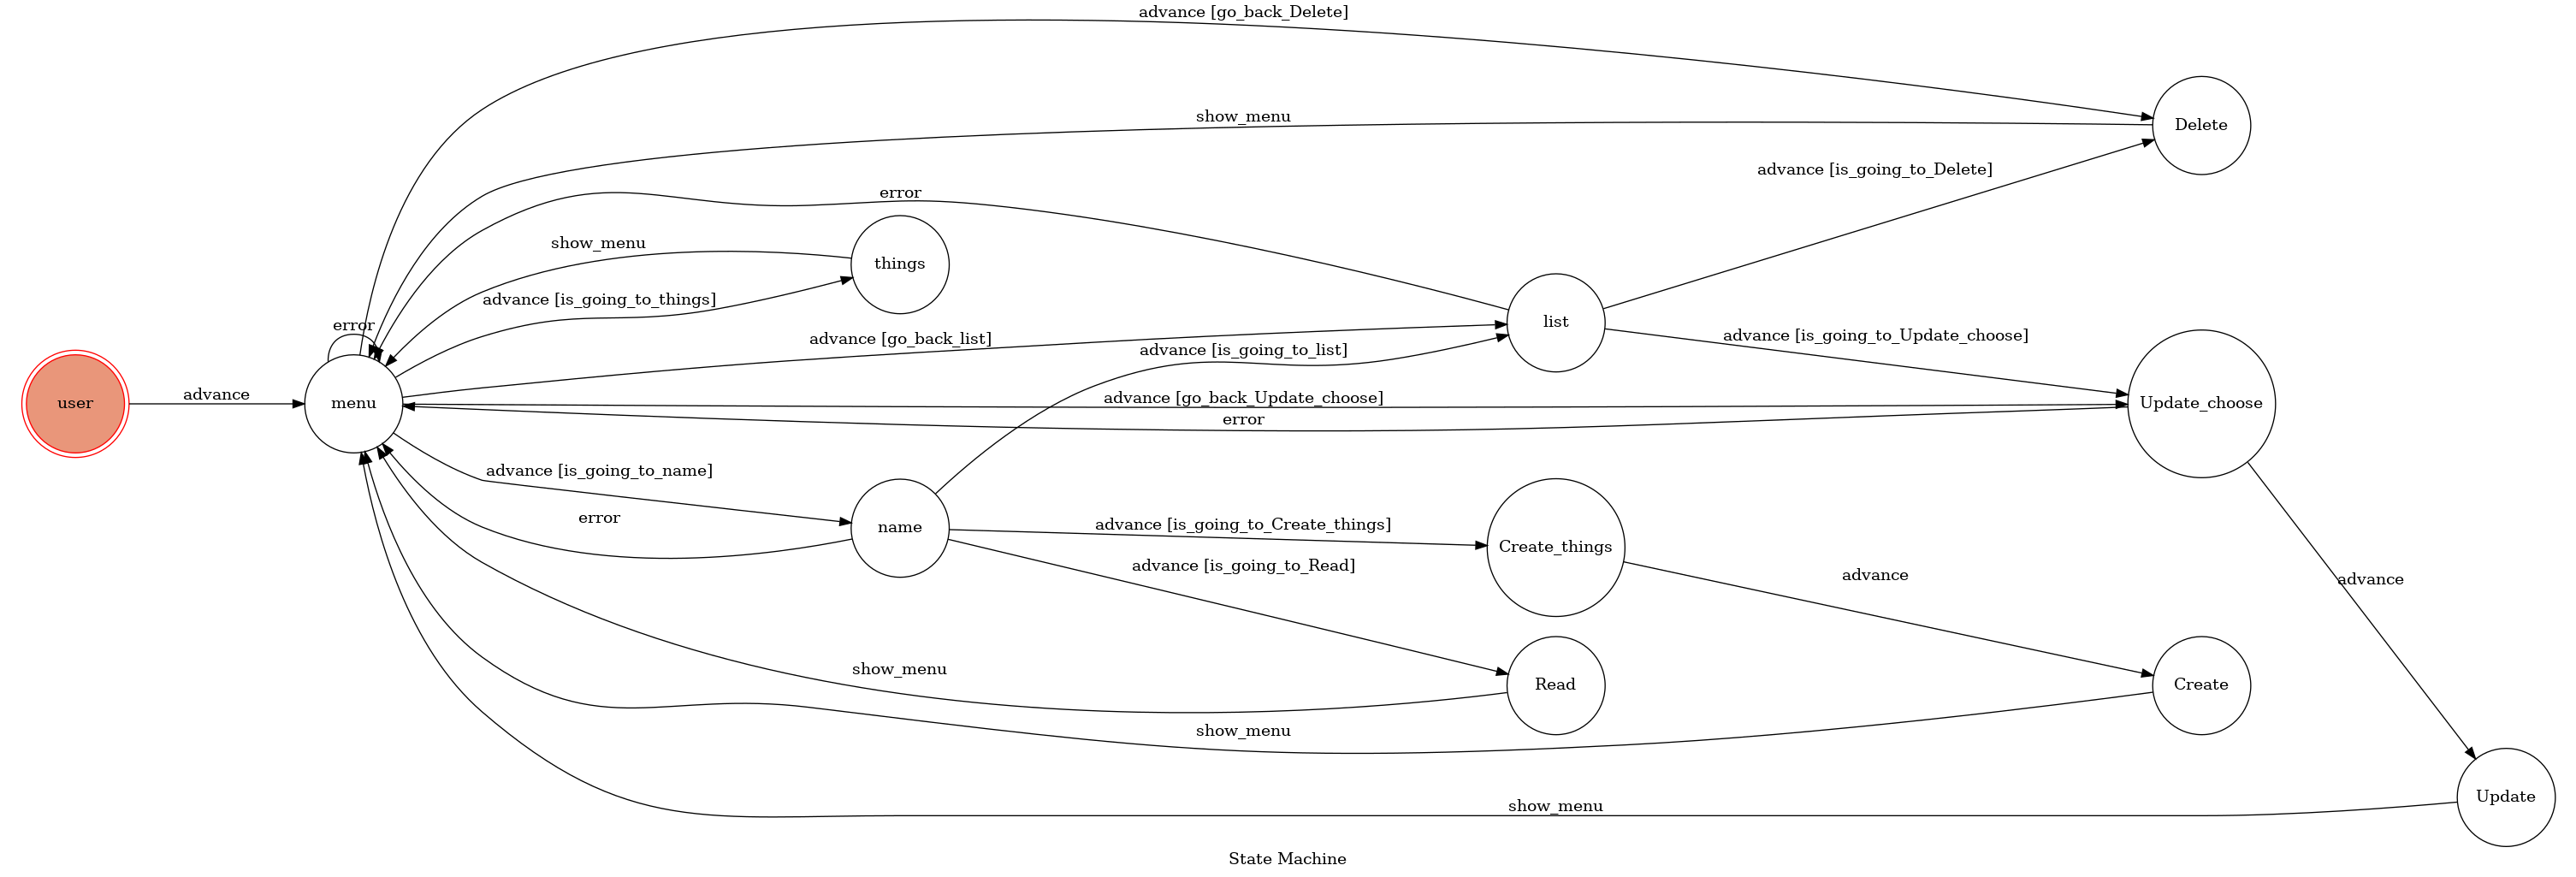 advance [go_back_Delete]
show_menu
Delete
advance [is_going_to_Delete]
error
show_menu
things
advance [is_going_to_things]
error
list
advance [go_back_list]
advance [is_going_to_list]
advance [is_going_to_Update_choose]
user
advance
menu
advance [go_back_Update_choose]
Update_choose
error
advance [is_going_to_name]
error
name
advance [is_going_to_Create_things]
Create_things
advance [is_going_to_Read]
advance
advance
show_menu
Read
Create
show_menu
Update
show_menu
State Machine